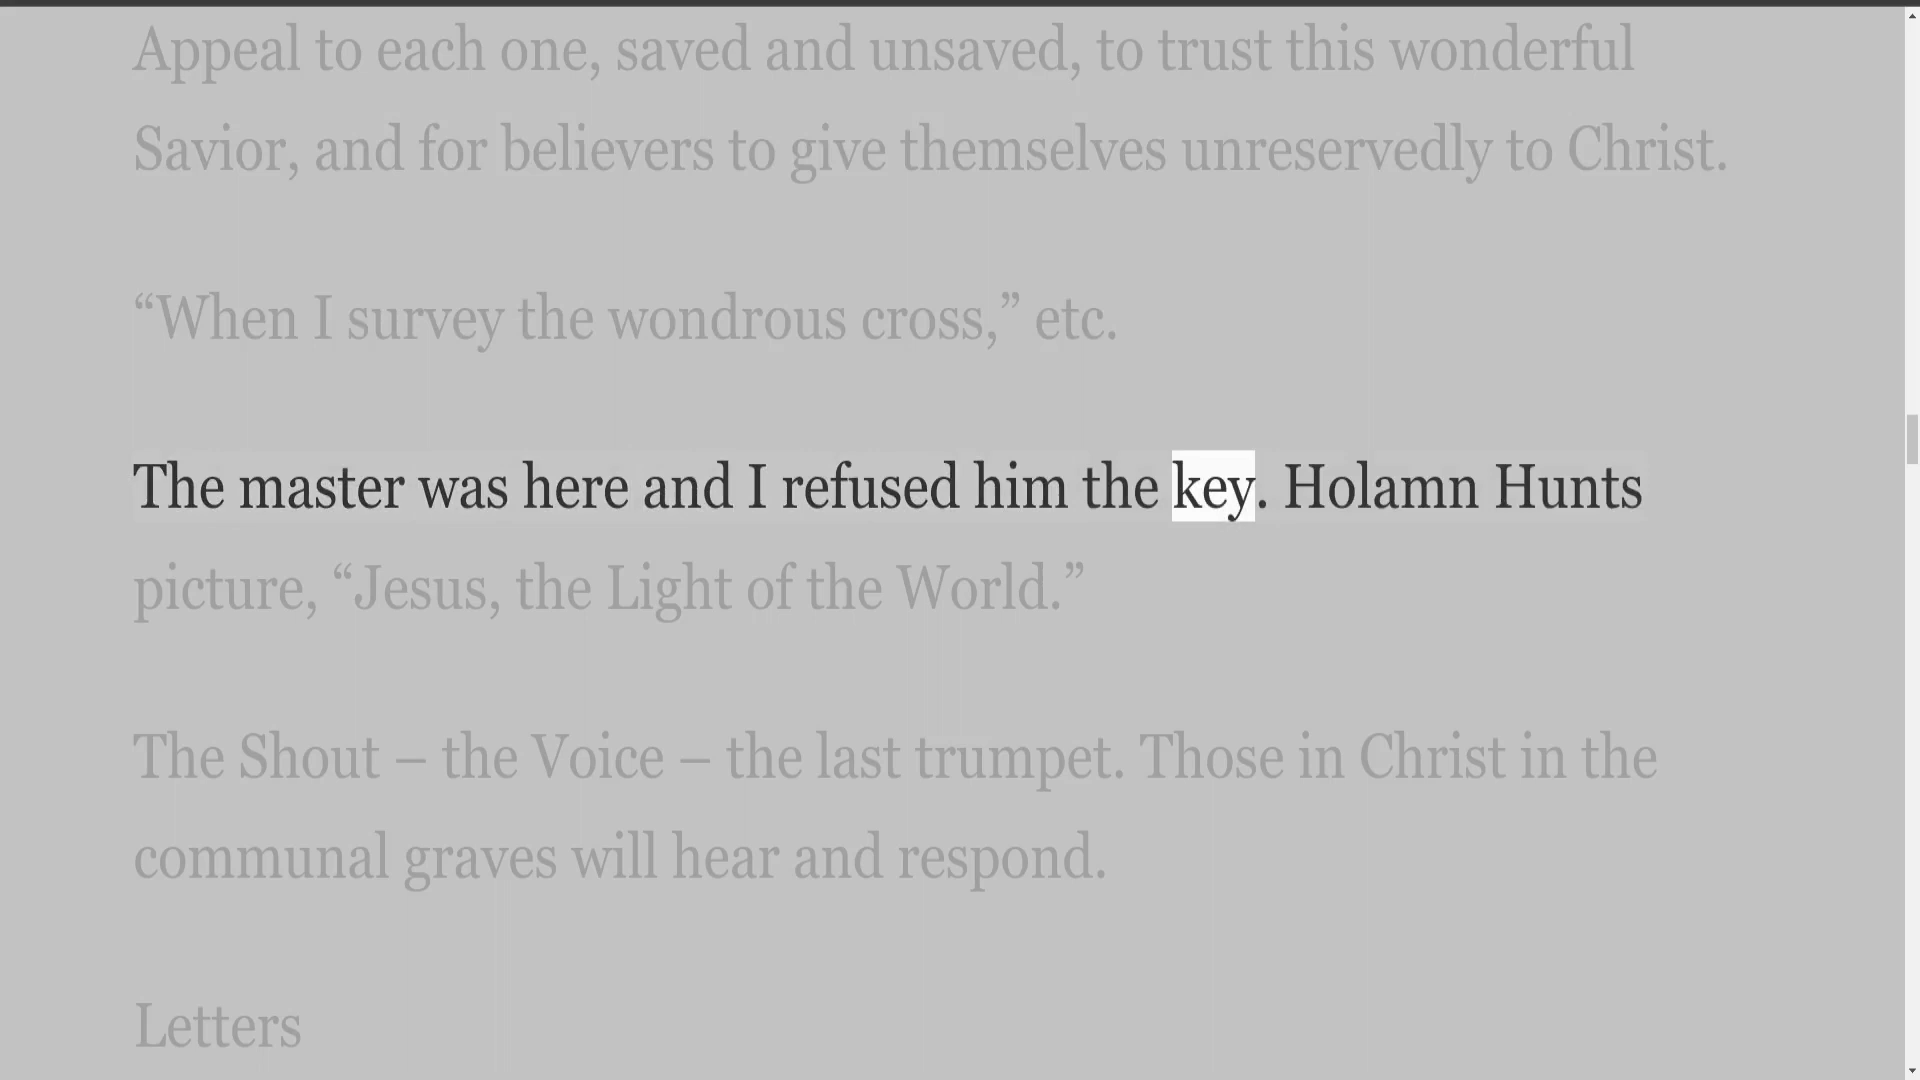 Appeal to each one, saved and unsaved, to trust this wonderful
Savior, and for believers to give themselves unreservedly to Christ.
“When I survey the wondrous cross,” etc.
The master was here and I refused him the key. Holamn Hunts
picture, “Jesus, the Light of the World.”
The Shout – the Voice – the last trumpet. Those in Christ in the
communal graves will hear and respond.
Letters